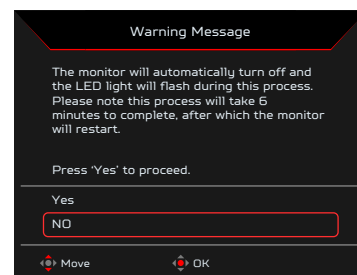 Warning Message
The monitor will automatically turn off and
the LED light will flash during this process.
Please note this process will take 6
minutes to complete, after which the monitor
will restart.
Press ‘Yes’ to proceed.
Yes
NO
Move OK